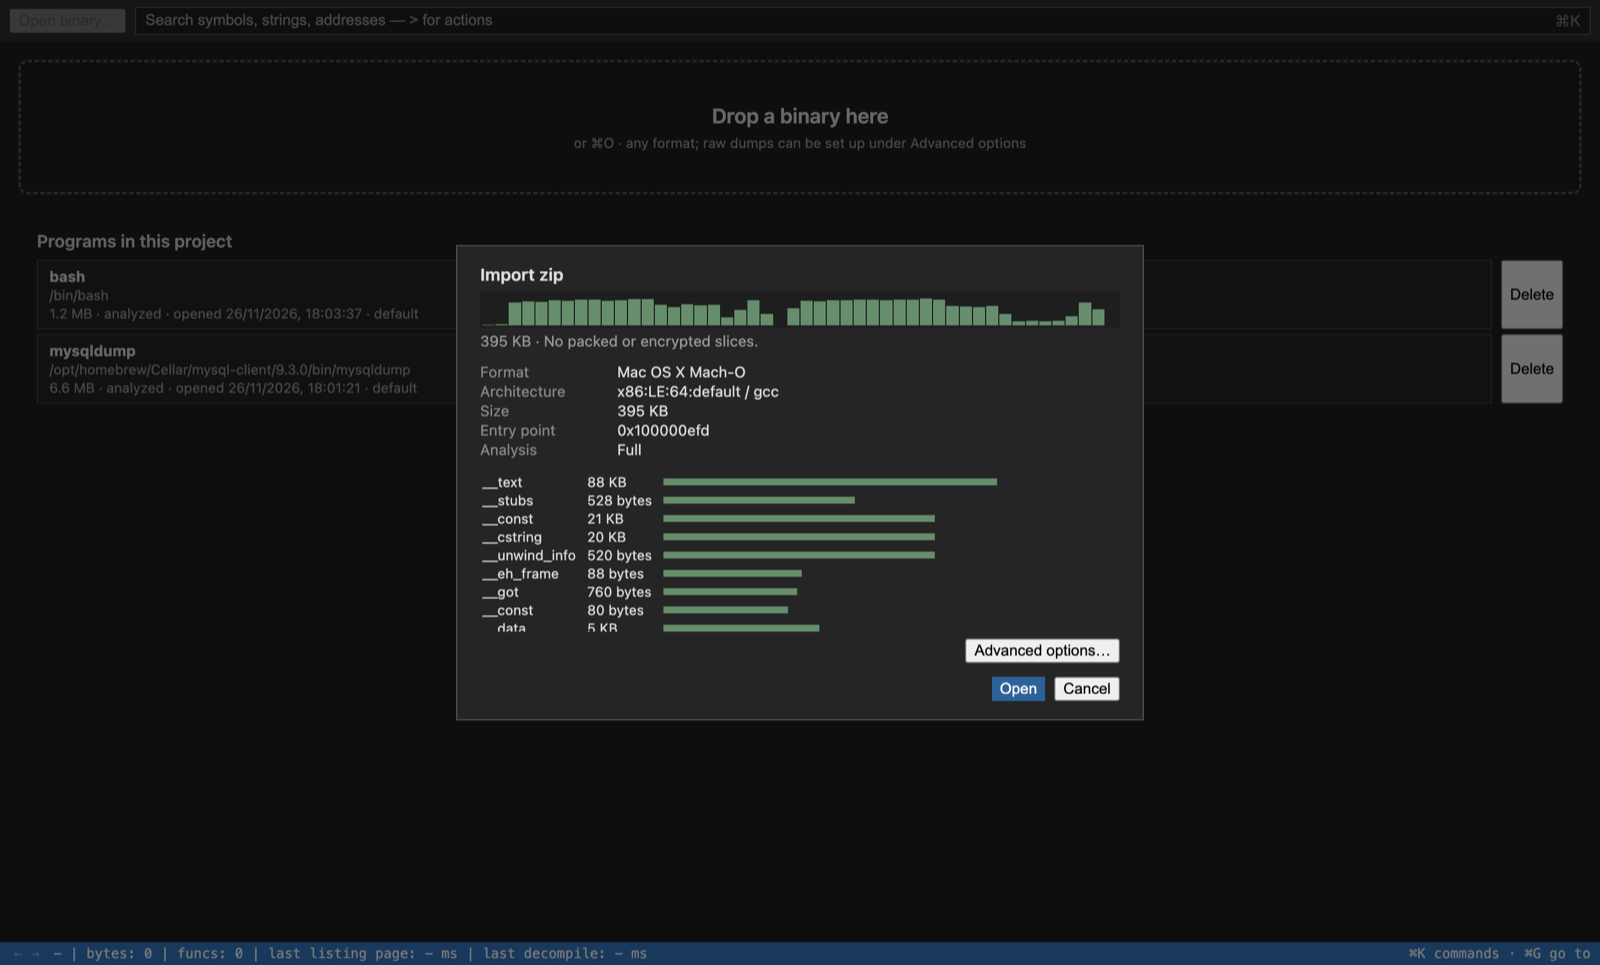 Open binary…
Search symbols, strings, addresses — > for actions
⌘K
Drop a binary here
or ⌘O · any format; raw dumps can be set up under Advanced options
Programs in this project
bash
/bin/bash
1.2 MB · analyzed · opened 26/11/2026, 18:03:37 · default
Delete
mysqldump
/opt/homebrew/Cellar/mysql-client/9.3.0/bin/mysqldump
6.6 MB · analyzed · opened 26/11/2026, 18:01:21 · default
Delete
Import zip
395 KB · No packed or encrypted slices.
Format Mac OS X Mach-O
Architecture x86:LE:64:default / gcc
Size 395 KB
Entry point 0x100000efd
Analysis Full
__text 88 KB
__stubs 528 bytes
__const 21 KB
__cstring 20 KB
__unwind_info 520 bytes
__eh_frame 88 bytes
__got 760 bytes
__const 80 bytes
__data 5 KB
Advanced options…
Open Cancel
← → – | bytes: 0 | funcs: 0 | last listing page: – ms | last decompile: – ms
⌘K commands · ⌘G go to